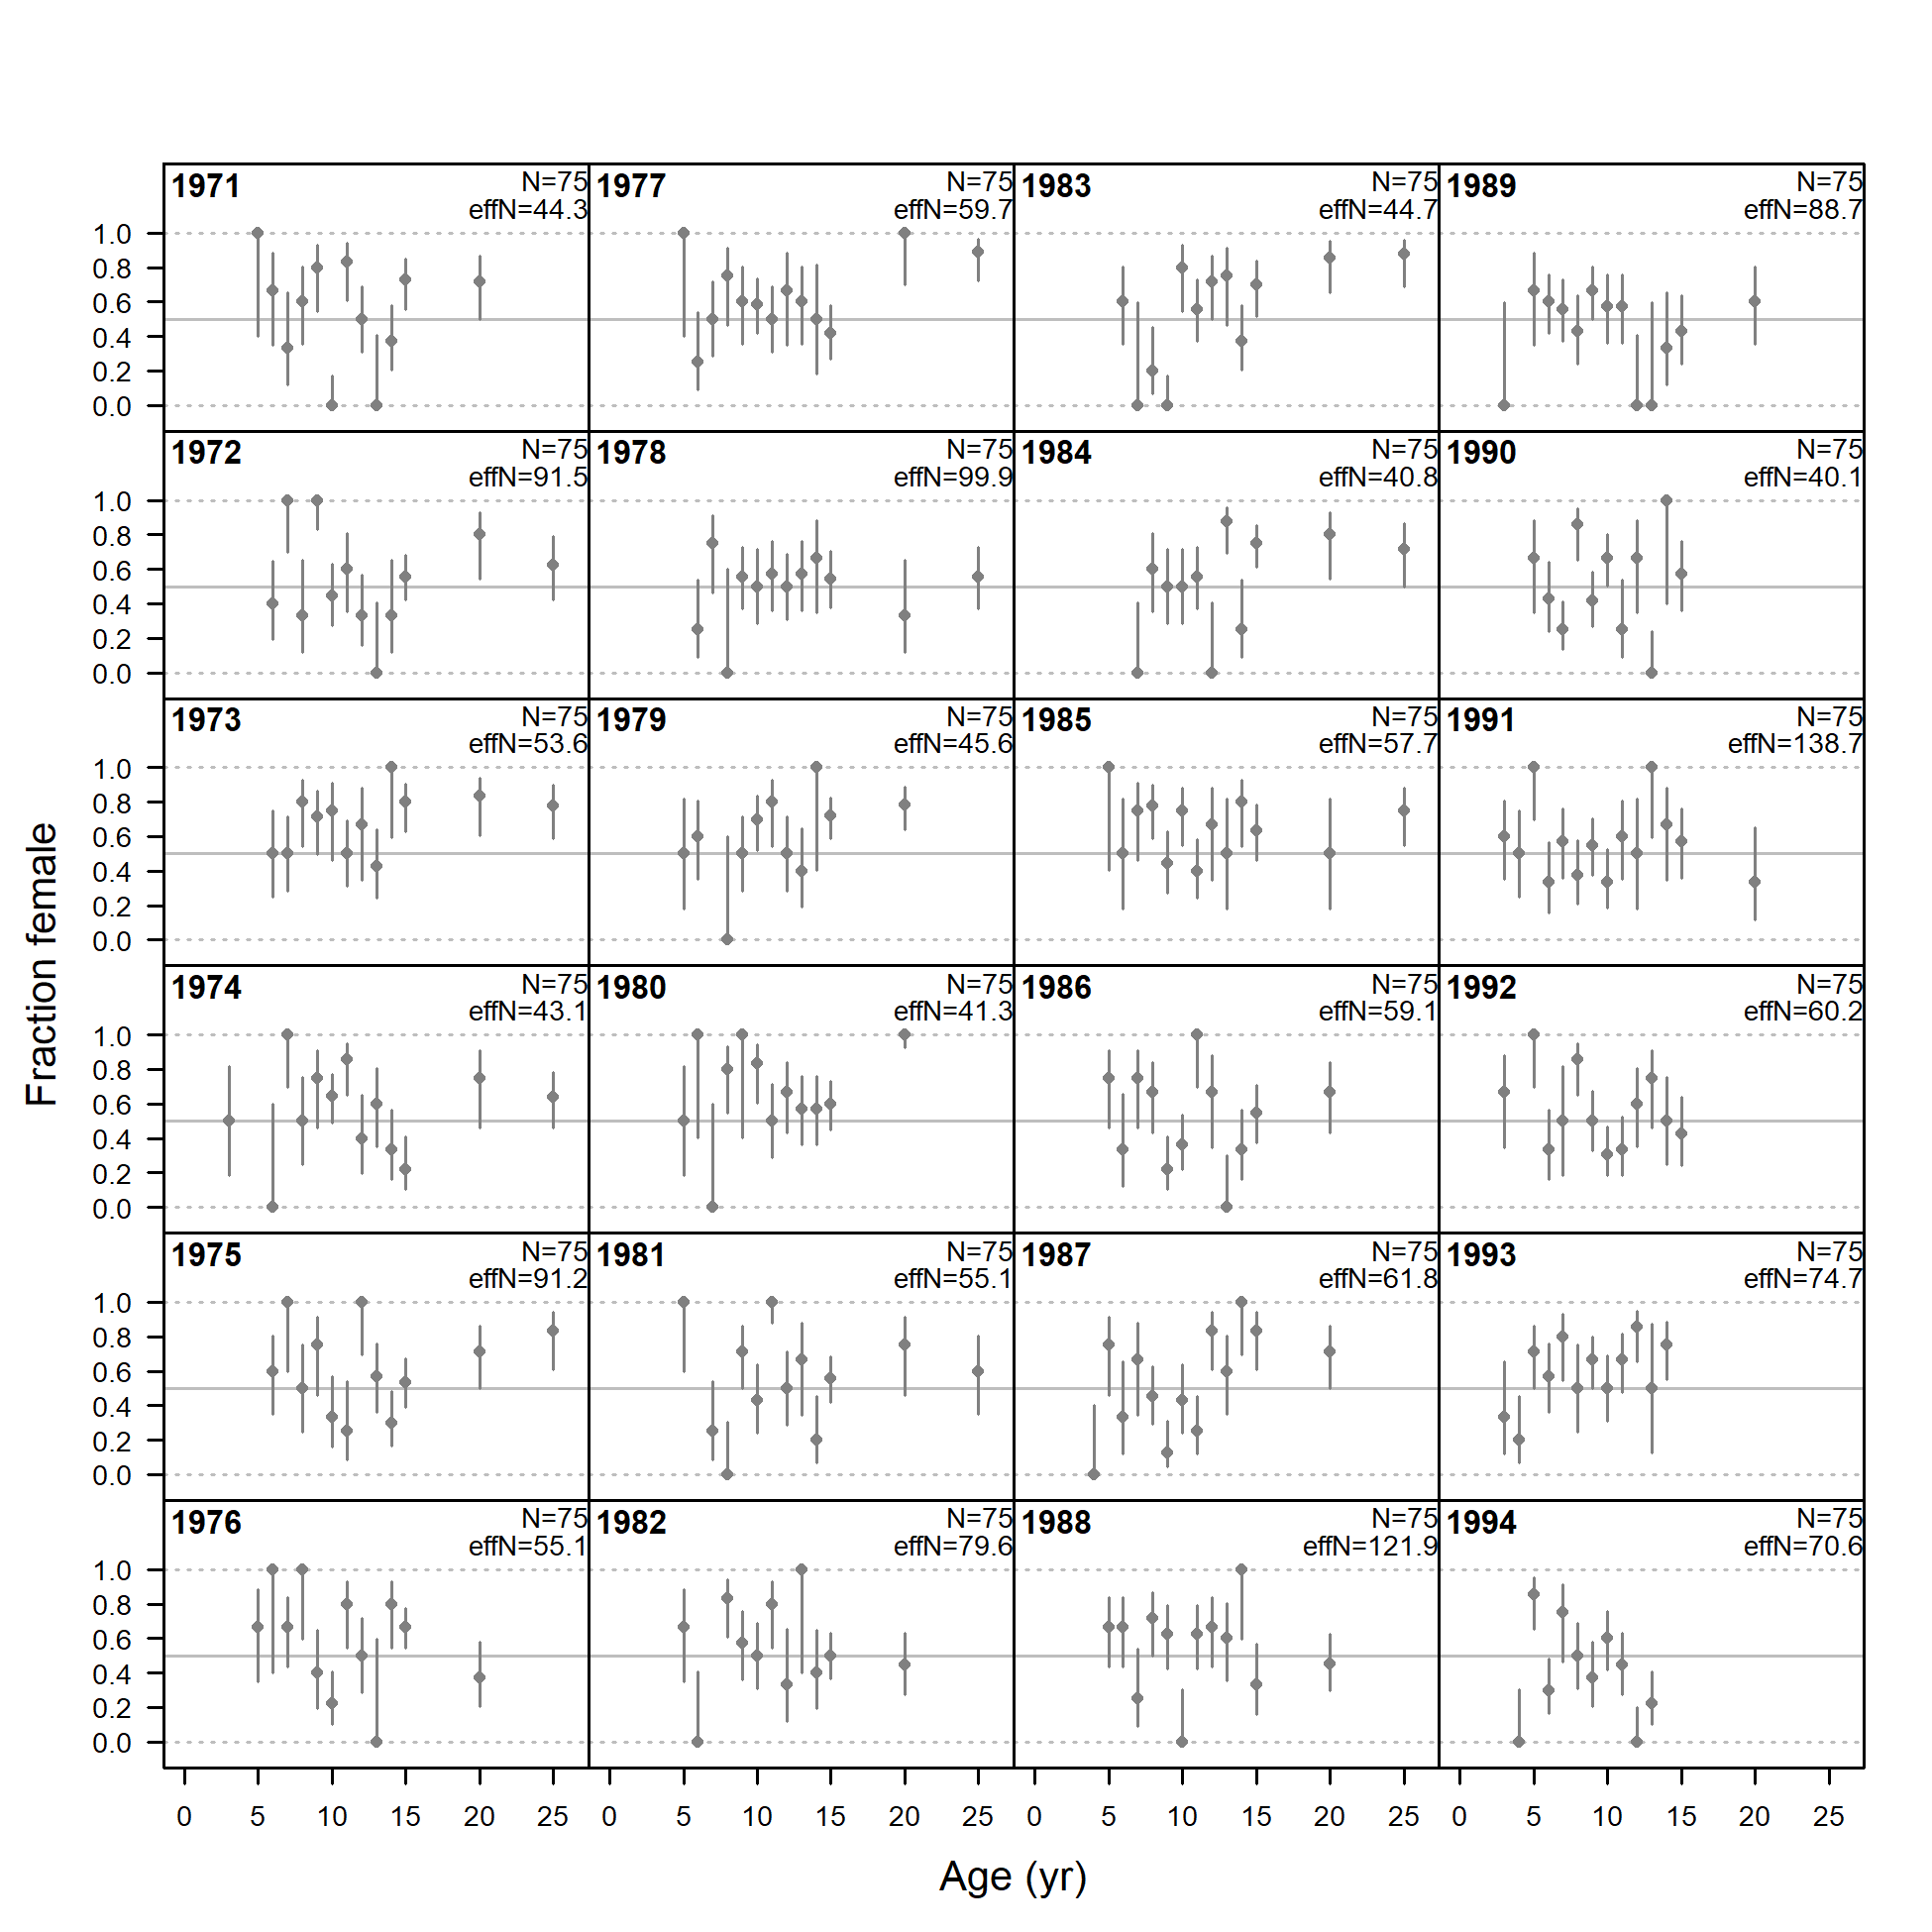 1971 N=75 1977 N=75 1983 N=75 1989 N=75
effN=44.3 effN=59.7 effN=44.7 effN=88.7
1.0
0.8
0.6
0.4
0.2
0.0
1972 N=75 1978 N=75 1984 N=75 1990 N=75
effN=91.5 effN=99.9 effN=40.8 effN=40.1
1.0
0.8
0.6
0.4
0.2
0.0
1973 N=75 1979 N=75 1985 N=75 1991 N=75
effN=53.6 effN=45.6 effN=57.7 effN=138.7
1.0
0.8
0.6
0.4
0.2
0.0
Fraction female
1974 N=75 1980 N=75 1986 N=75 1992 N=75
effN=43.1 effN=41.3 effN=59.1 effN=60.2
1.0
0.8
0.6
0.4
0.2
0.0
1975 N=75 1981 N=75 1987 N=75 1993 N=75
effN=91.2 effN=55.1 effN=61.8 effN=74.7
1.0
0.8
0.6
0.4
0.2
0.0
1976 N=75 1982 N=75 1988 N=75 1994 N=75
effN=55.1 effN=79.6 effN=121.9 effN=70.6
1.0
0.8
0.6
0.4
0.2
0.0
0 5 10 15 20 25 0 5 10 15 20 25 0 5 10 15 20 25 0 5 10 15 20 25
Age (yr)